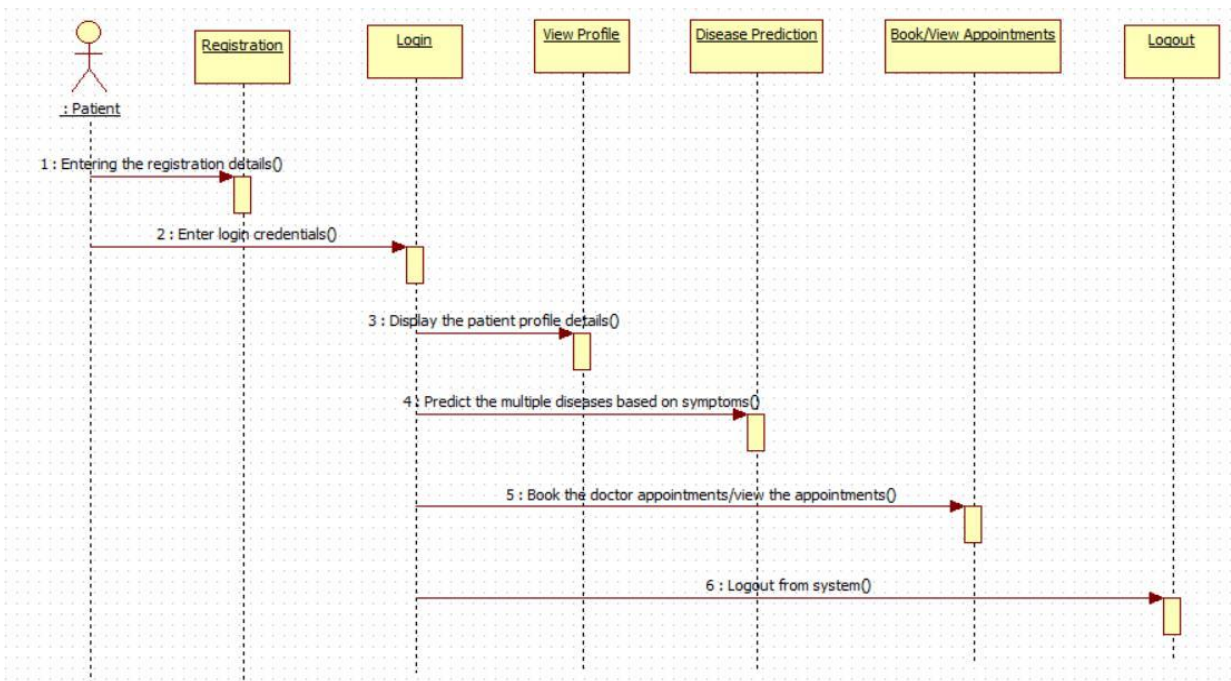 Registration
Login
View Profile
Disease Prediction
Book/View Appointments
Logout
: Patient
1 : Entering the registration details()
2 : Enter login credentials()
3 : Display the patient profile details()
4 : Predict the multiple diseases based on symptoms()
5 : Book the doctor appointments/view the appointments()
6 : Logout from system()